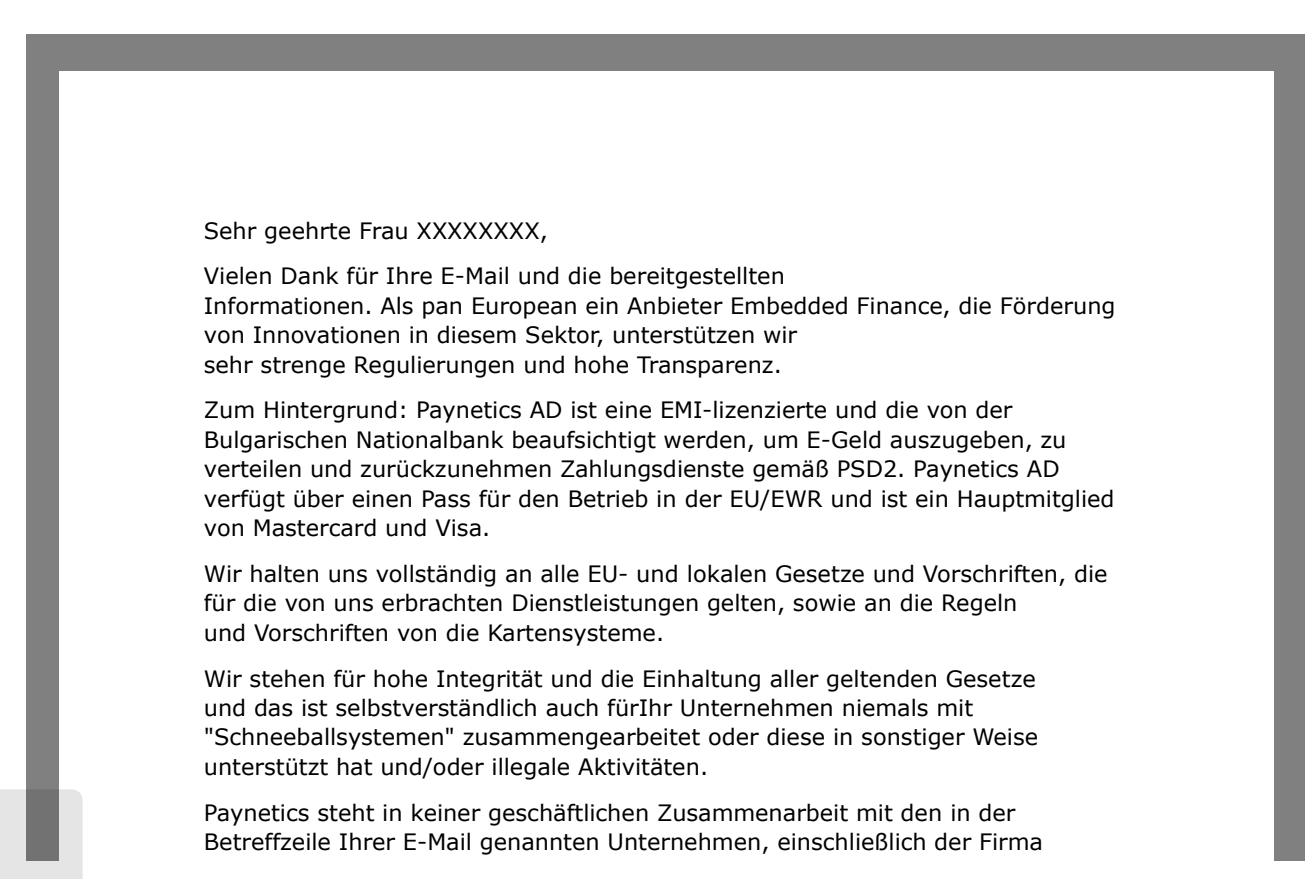 Sehr geehrte Frau XXXXXXXX,
Vielen Dank für Ihre E-Mail und die bereitgestellten
Informationen. Als pan European ein Anbieter Embedded Finance, die Förderung
von Innovationen in diesem Sektor, unterstützen wir
sehr strenge Regulierungen und hohe Transparenz.
Zum Hintergrund: Paynetics AD ist eine EMI-lizenzierte und die von der
Bulgarischen Nationalbank beaufsichtigt werden, um E-Geld auszugeben, zu
verteilen und zurückzunehmen Zahlungsdienste gemäß PSD2. Paynetics AD
verfügt über einen Pass für den Betrieb in der EU/EWR und ist ein Hauptmitglied
von Mastercard und Visa.
Wir halten uns vollständig an alle EU- und lokalen Gesetze und Vorschriften, die
für die von uns erbrachten Dienstleistungen gelten, sowie an die Regeln
und Vorschriften von die Kartensysteme.
Wir stehen für hohe Integrität und die Einhaltung aller geltenden Gesetze
und das ist selbstverständlich auch fürIhr Unternehmen niemals mit
"Schneeballsystemen" zusammengearbeitet oder diese in sonstiger Weise
unterstützt hat und/oder illegale Aktivitäten.
Paynetics steht in keiner geschäftlichen Zusammenarbeit mit den in der
Betreffzeile Ihrer E-Mail genannten Unternehmen, einschließlich der Firma